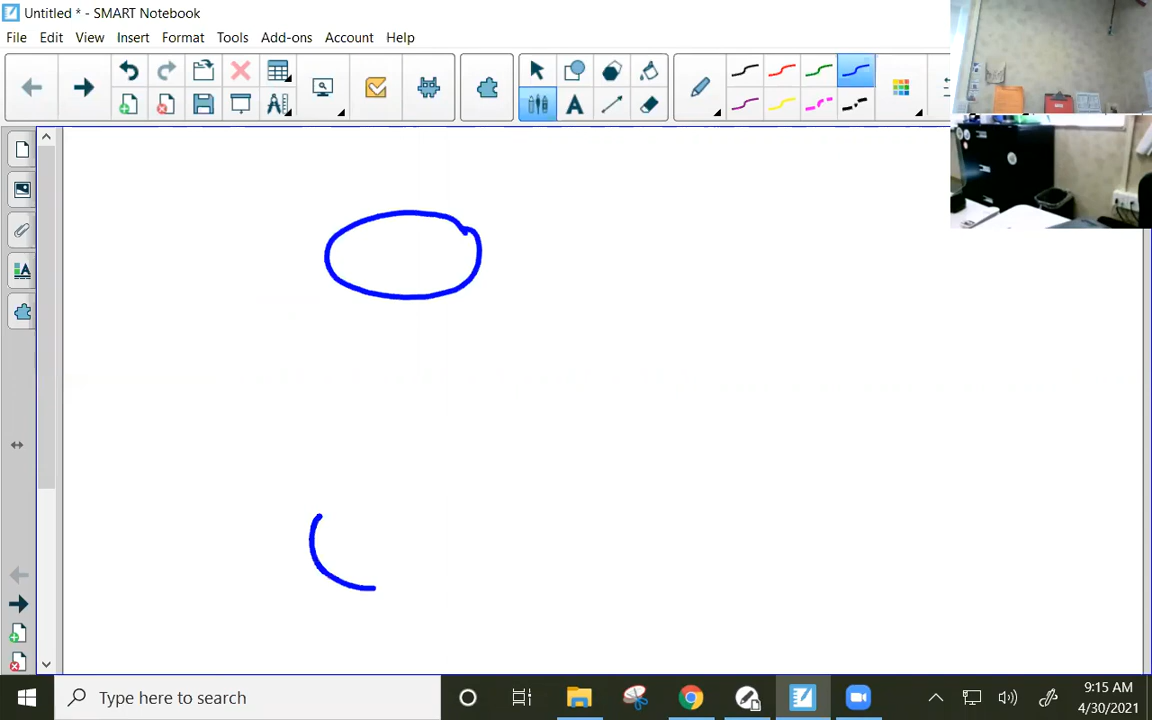 Untitled * - SMART Notebook
File Edit View Insert Format Tools Add-ons Account Help
Type here to search
9:15 AM
4/30/2021